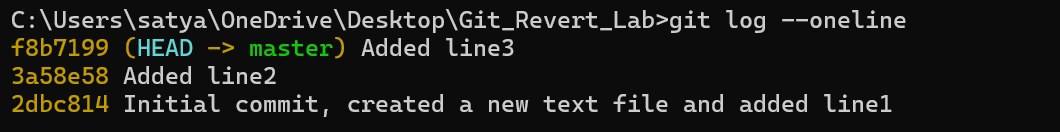 C:\Users\satya\OneDrive\Desktop\Git_Revert_Lab>git log --oneline
f8b7199 (HEAD -> master) Added line3
3a58e58 Added line2
2dbc814 Initial commit, created a new text file and added line1